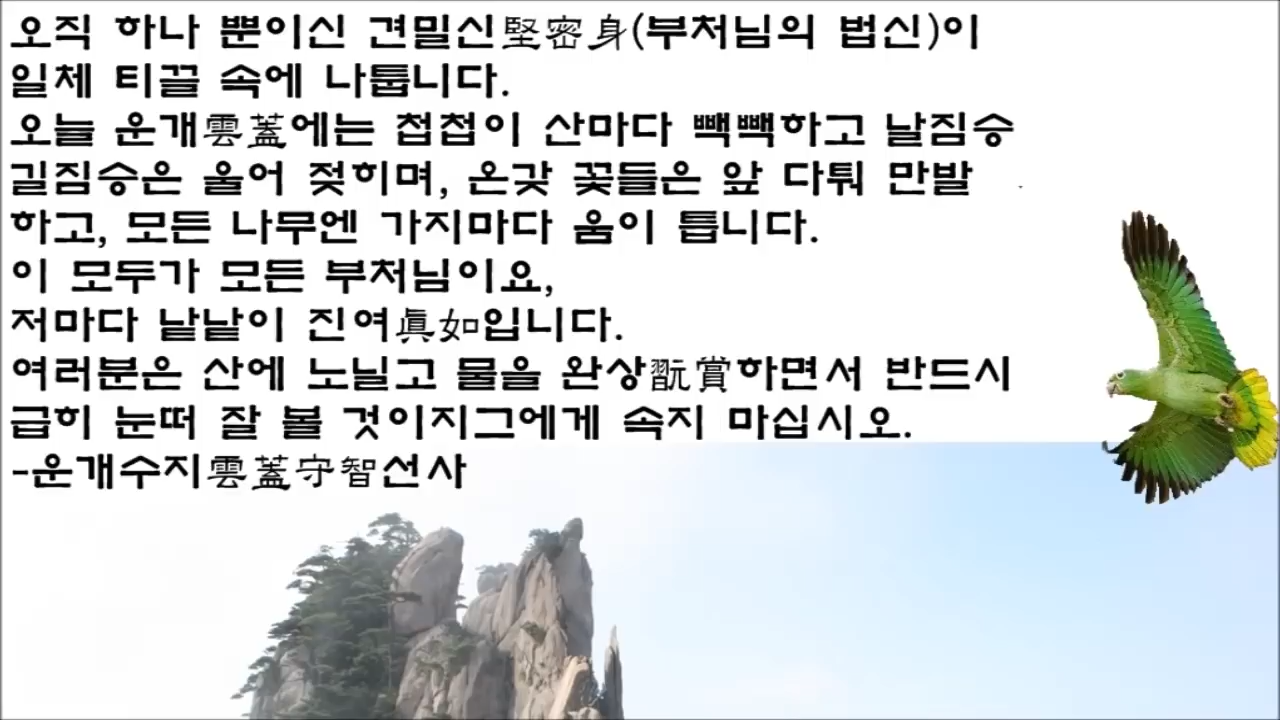 오직 하나 뿐이신 견밀신堅密身(부처님의 법신)이
일체 티끌 속에 나툽니다.
오늘 운개雲蓋에는 첩첩이 산마다 빽빽하고 날짐승
길짐승은 울어 젖히며, 온갖 꽃들은 앞 다퉈 만발
하고, 모든 나무엔 가지마다 움이 틉니다.
이 모두가 모든 부처님이요,
저마다 낱낱이 진여眞如입니다.
여러분은 산에 노닐고 물을 완상翫賞하면서 반드시
급히 눈떠 잘 볼 것이지그에게 속지 마십시오.
-운개수지雲蓋守智선사